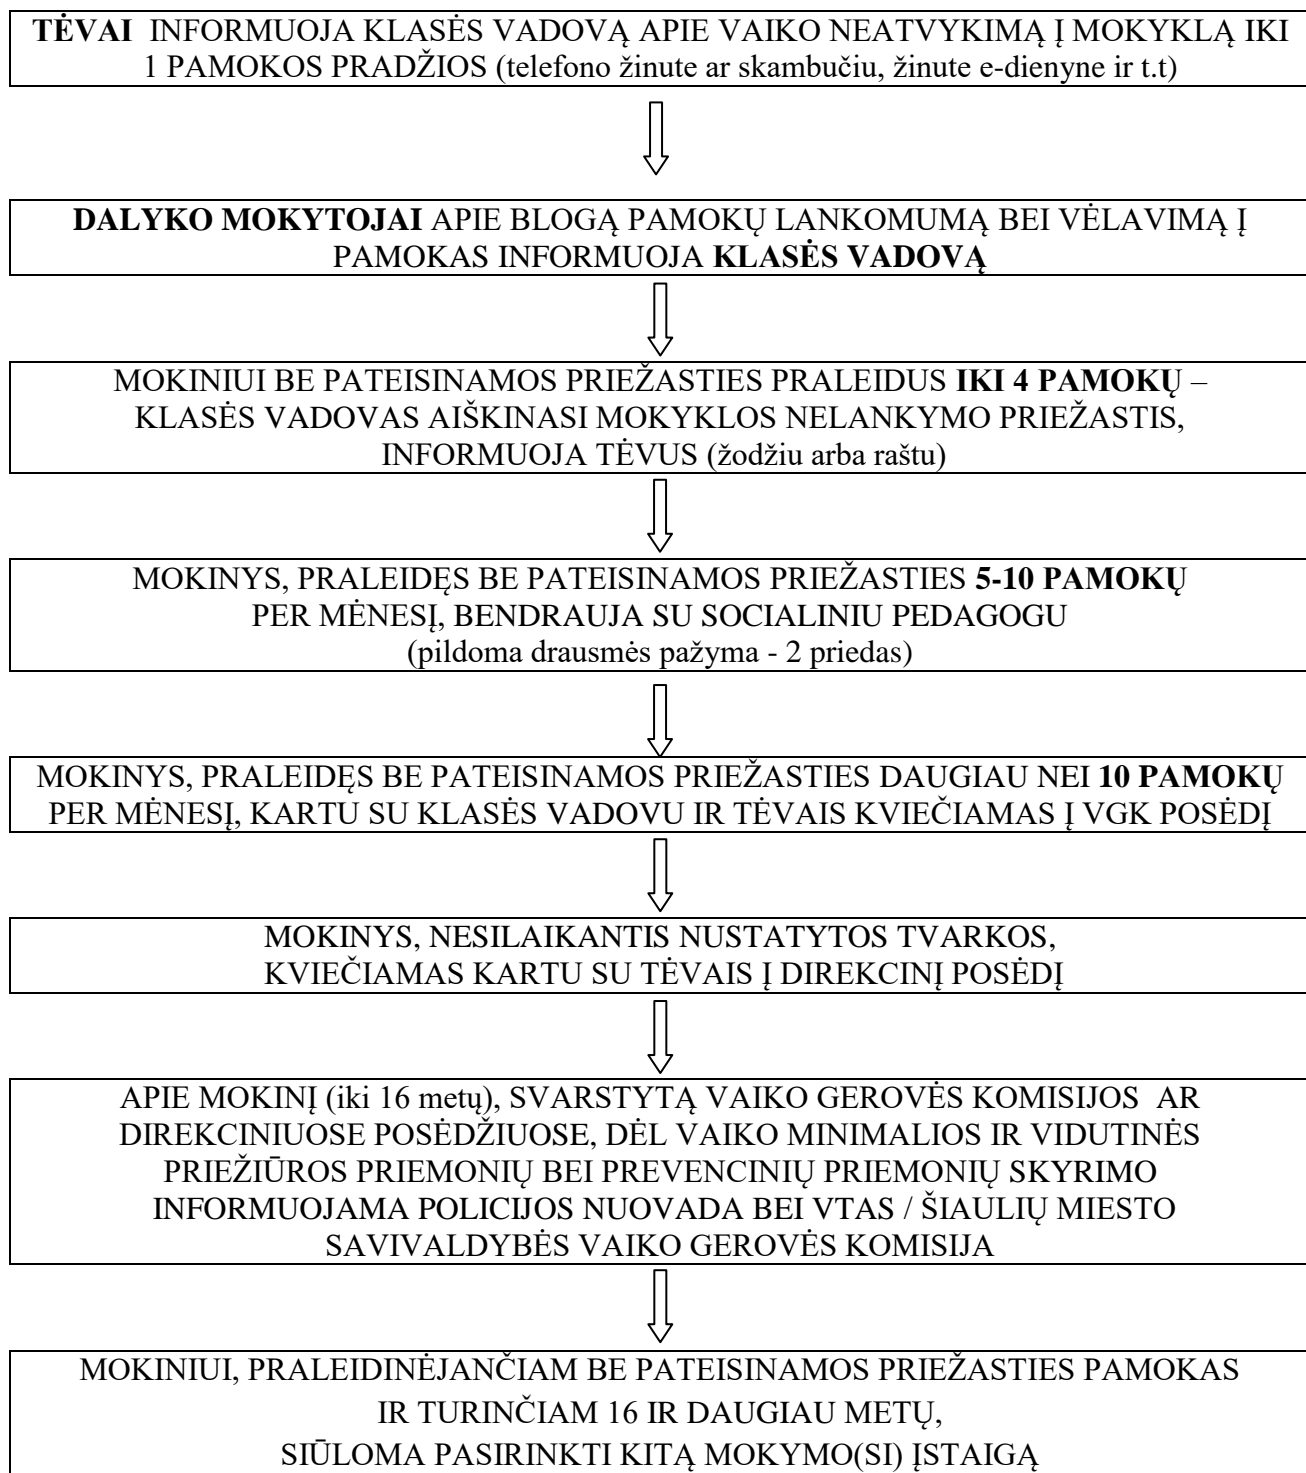 TĖVAI INFORMUOJA KLASĖS VADOVĄ APIE VAIKO NEATVYKIMĄ Į MOKYKLĄ IKI
1 PAMOKOS PRADŽIOS (telefono žinute ar skambučiu, žinute e-dienyne ir t.t)
DALYKO MOKYTOJAI APIE BLOGĄ PAMOKŲ LANKOMUMĄ BEI VĖLAVIMĄ Į
PAMOKAS INFORMUOJA KLASĖS VADOVĄ
MOKINIUI BE PATEISINAMOS PRIEŽASTIES PRALEIDUS IKI 4 PAMOKŲ –
KLASĖS VADOVAS AIŠKINASI MOKYKLOS NELANKYMO PRIEŽASTIS,
INFORMUOJA TĖVUS (žodžiu arba raštu)
MOKINYS, PRALEIDĘS BE PATEISINAMOS PRIEŽASTIES 5-10 PAMOKŲ
PER MĖNESĮ, BENDRAUJA SU SOCIALINIU PEDAGOGU
(pildoma drausmės pažyma - 2 priedas)
MOKINYS, PRALEIDĘS BE PATEISINAMOS PRIEŽASTIES DAUGIAU NEI 10 PAMOKŲ
PER MĖNESĮ, KARTU SU KLASĖS VADOVU IR TĖVAIS KVIEČIAMAS Į VGK POSĖDĮ
MOKINYS, NESILAIKANTIS NUSTATYTOS TVARKOS,
KVIEČIAMAS KARTU SU TĖVAIS Į DIREKCINĮ POSĖDĮ
APIE MOKINĮ (iki 16 metų), SVARSTYTĄ VAIKO GEROVĖS KOMISIJOS AR
DIREKCINIUOSE POSĖDŽIUOSE, DĖL VAIKO MINIMALIOS IR VIDUTINĖS
PRIEŽIŪROS PRIEMONIŲ BEI PREVENCINIŲ PRIEMONIŲ SKYRIMO
INFORMUOJAMA POLICIJOS NUOVADA BEI VTAS / ŠIAULIŲ MIESTO
SAVIVALDYBĖS VAIKO GEROVĖS KOMISIJA
MOKINIUI, PRALEIDINĖJANČIAM BE PATEISINAMOS PRIEŽASTIES PAMOKAS
IR TURINČIAM 16 IR DAUGIAU METŲ,
SIŪLOMA PASIRINKTI KITĄ MOKYMO(SI) ĮSTAIGĄ